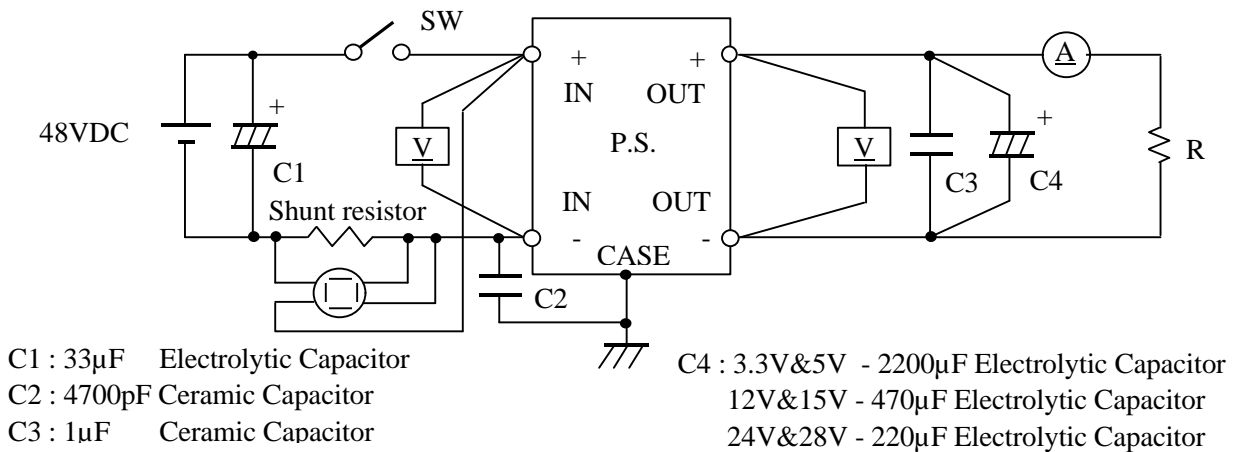 SW
+ +
IN OUT
+ +
48VDC V P.S. V A R
C1 C3 C4
Shunt resistor IN OUT
- -
CASE
C2
C1 : 33µF Electrolytic Capacitor
C2 : 4700pF Ceramic Capacitor
C3 : 1µF Ceramic Capacitor
C4 : 3.3V&5V - 2200µF Electrolytic Capacitor
12V&15V - 470µF Electrolytic Capacitor
24V&28V - 220µF Electrolytic Capacitor